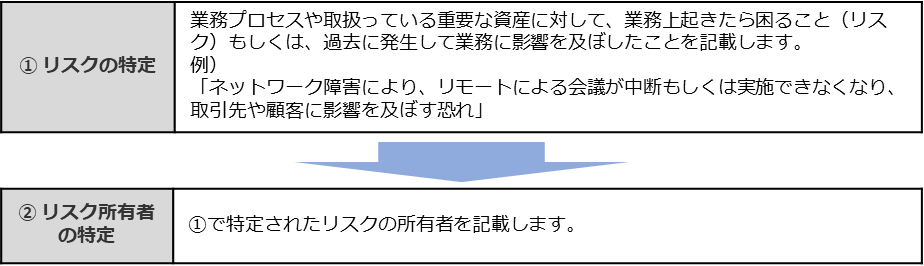 ① リスクの特定
業務プロセスや取扱っている重要な資産に対して、業務上起きたら困ること（リス
ク）もしくは、過去に発生して業務に影響を及ぼしたことを記載します。
例）
「ネットワーク障害により、リモートによる会議が中断もしくは実施できなくなり、
取引先や顧客に影響を及ぼす恐れ」
② リスク所有者
の特定
①で特定されたリスクの所有者を記載します。